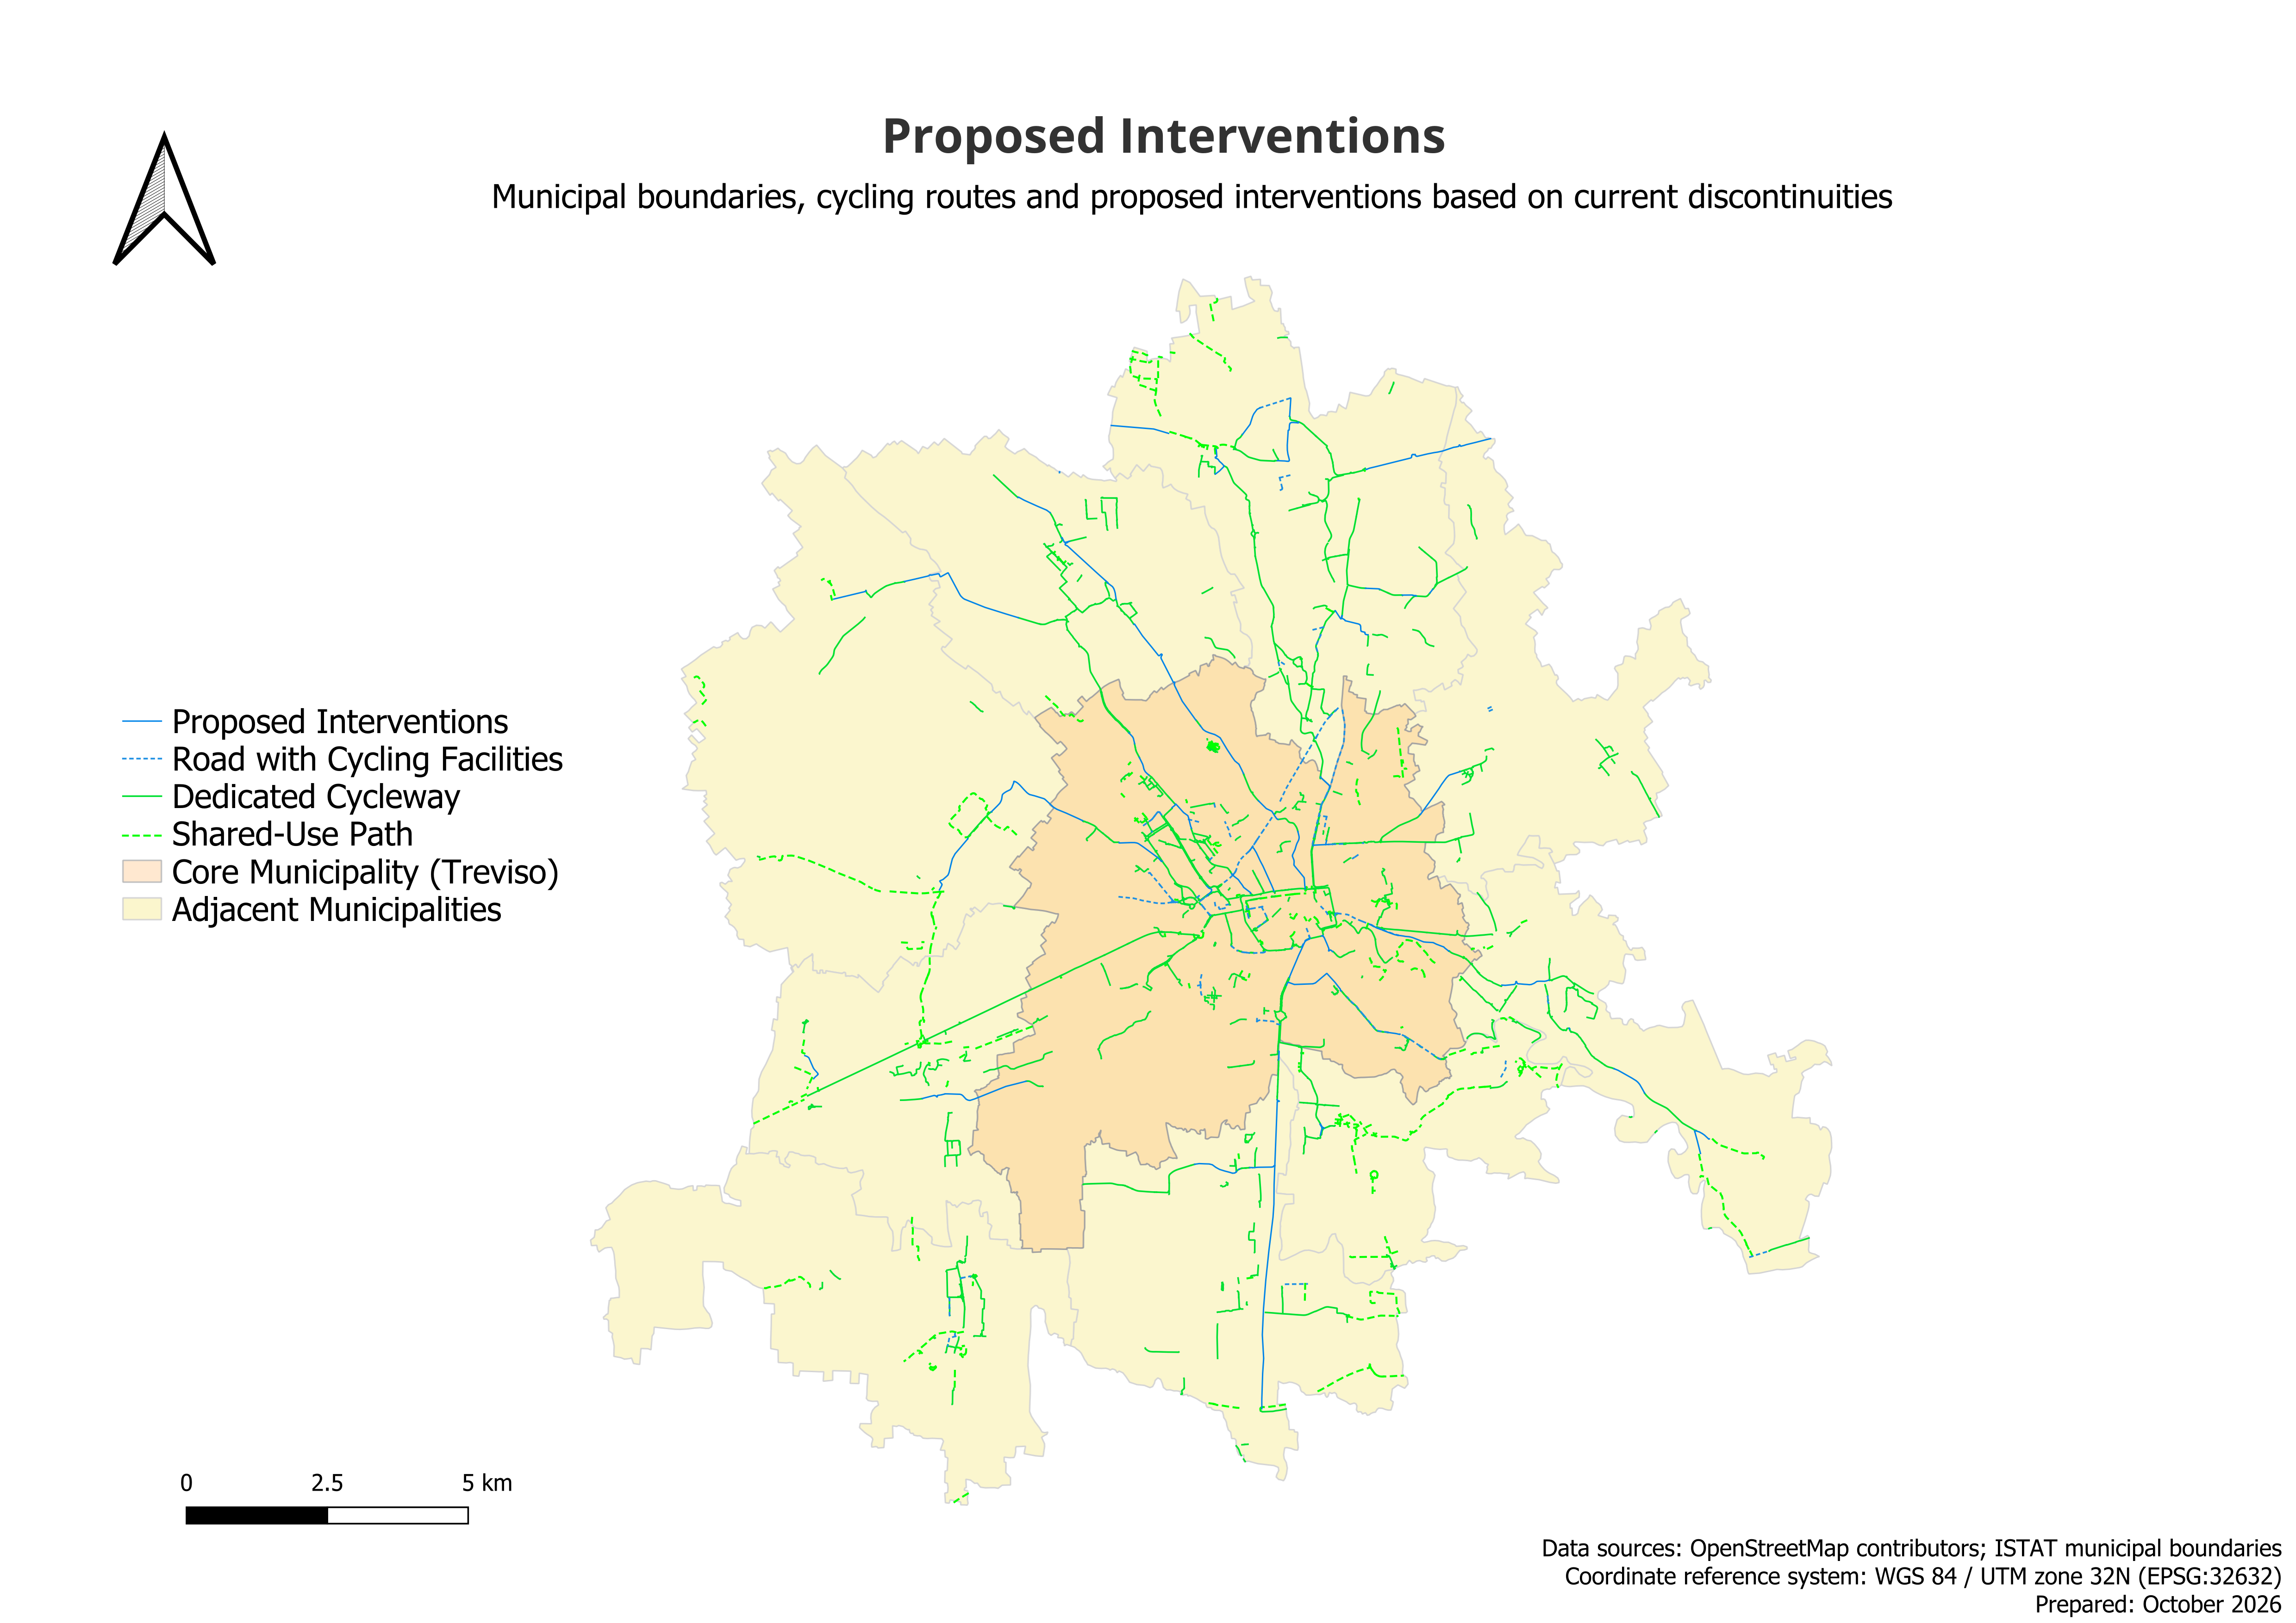 Proposed Interventions
Municipal boundaries, cycling routes and proposed interventions based on current discontinuities
Proposed Interventions
Road with Cycling Facilities
Dedicated Cycleway
Shared-Use Path
Core Municipality (Treviso)
Adjacent Municipalities
0 2.5 5 km
Data sources: OpenStreetMap contributors; ISTAT municipal boundaries
Coordinate reference system: WGS 84 / UTM zone 32N (EPSG:32632)
Prepared: October 2026